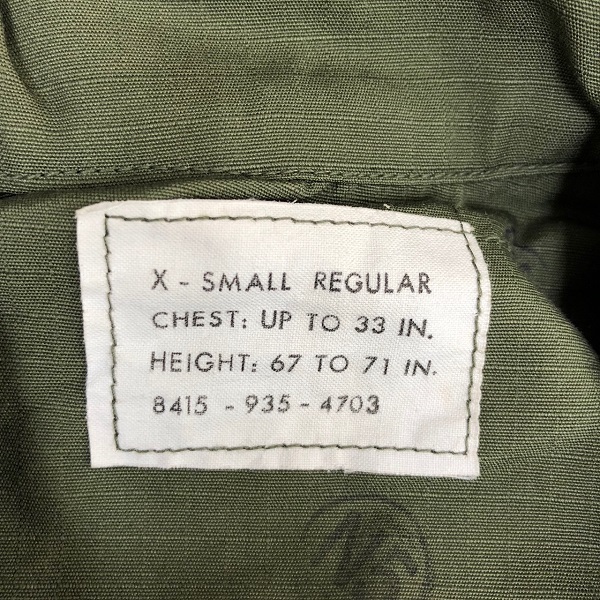 X - SMALL REGULAR
CHEST: UP TO 33 IN.
HEIGHT: 67 TO 71 IN.
8415 - 935 - 4703